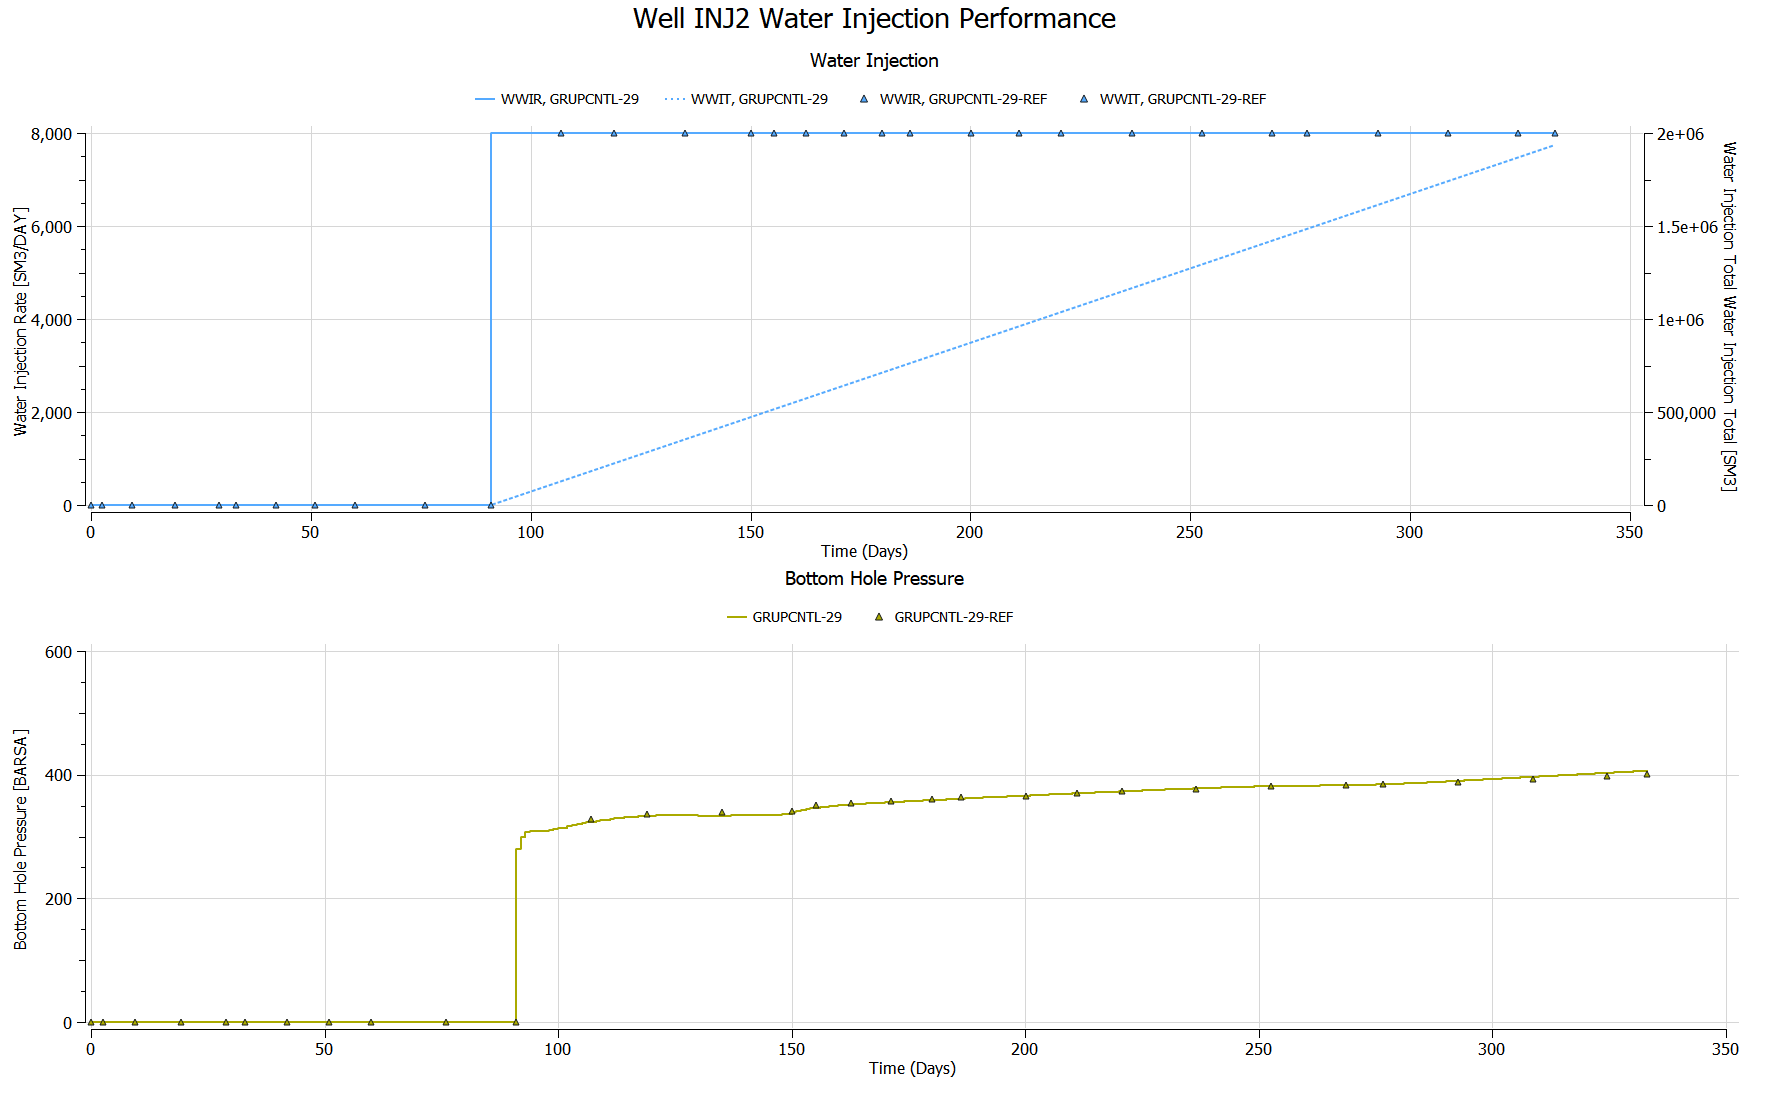 Well INJ2 Water Injection Performance
Water Injection
WWIR, GRUPCNTL-29 WWIT, GRUPCNTL-29 WWIR, GRUPCNTL-29-REF WWIT, GRUPCNTL-29-REF
Water Injection Rate [SM3/DAY]
8,000
6,000
4,000
2,000
0
2e+06
1.5e+06
1e+06
500,000
0
Water Injection Total Water Injection Total [SM3]
0 50 100 150 200 250 300 350
Time (Days)
Bottom Hole Pressure
GRUPCNTL-29 GRUPCNTL-29-REF
Bottom Hole Pressure [BARSA]
600
400
200
0
0 50 100 150 200 250 300 350
Time (Days)